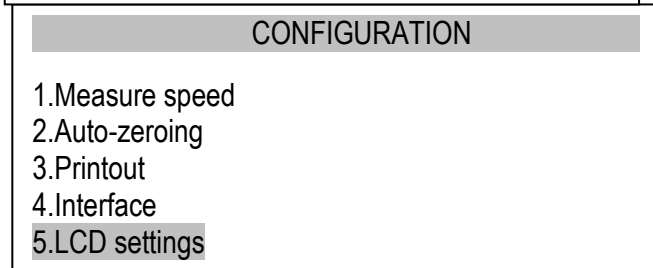 CONFIGURATION
1.Measure speed
2.Auto-zeroing
3.Printout
4.Interface
5.LCD settings